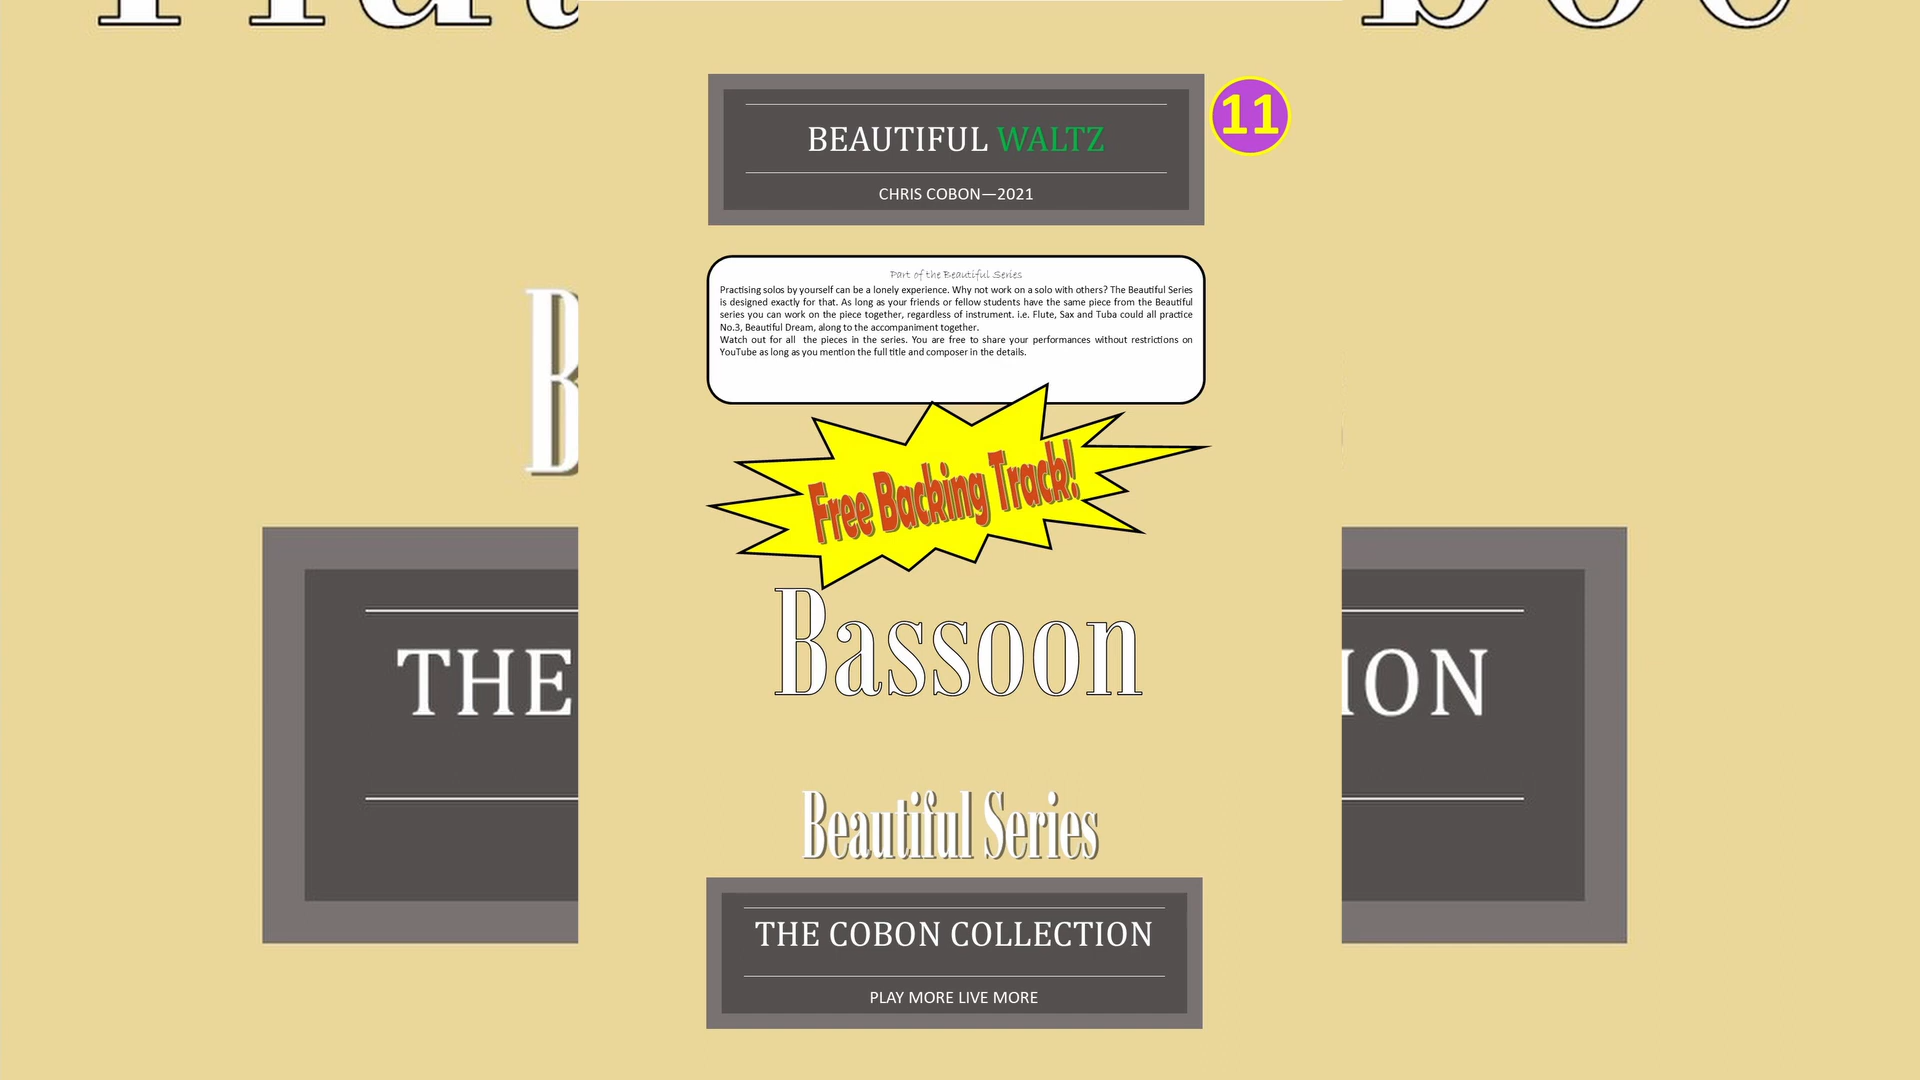 BEAUTIFUL WALTZ
11
CHRIS COBON—2021
Part of the Beautiful Series
Practising solos by yourself can be a lonely experience. Why not work on a solo with others? The Beautiful Series
is designed exactly for that. As long as your friends or fellow students have the same piece from the Beautiful
series you can work on the piece together, regardless of instrument. i.e. Flute, Sax and Tuba could all practice
No.3, Beautiful Dream, along to the accompaniment together.
Watch out for all the pieces in the series. You are free to share your performances without restrictions on
YouTube as long as you mention the full title and composer in the details.
Free Backing Track!
Bassoon
B
THE
ION
Beautiful Series
THE COBON COLLECTION
PLAY MORE LIVE MORE